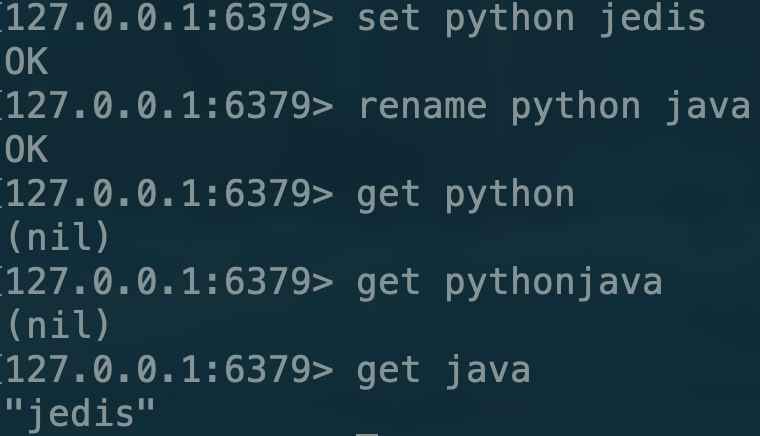 [127.0.0.1:6379> set python jedis
OK
[127.0.0.1:6379> rename python java
OK
[127.0.0.1:6379> get python
(nil)
[127.0.0.1:6379> get pythonjava
(nil)
[127.0.0.1:6379> get java
"jedis"